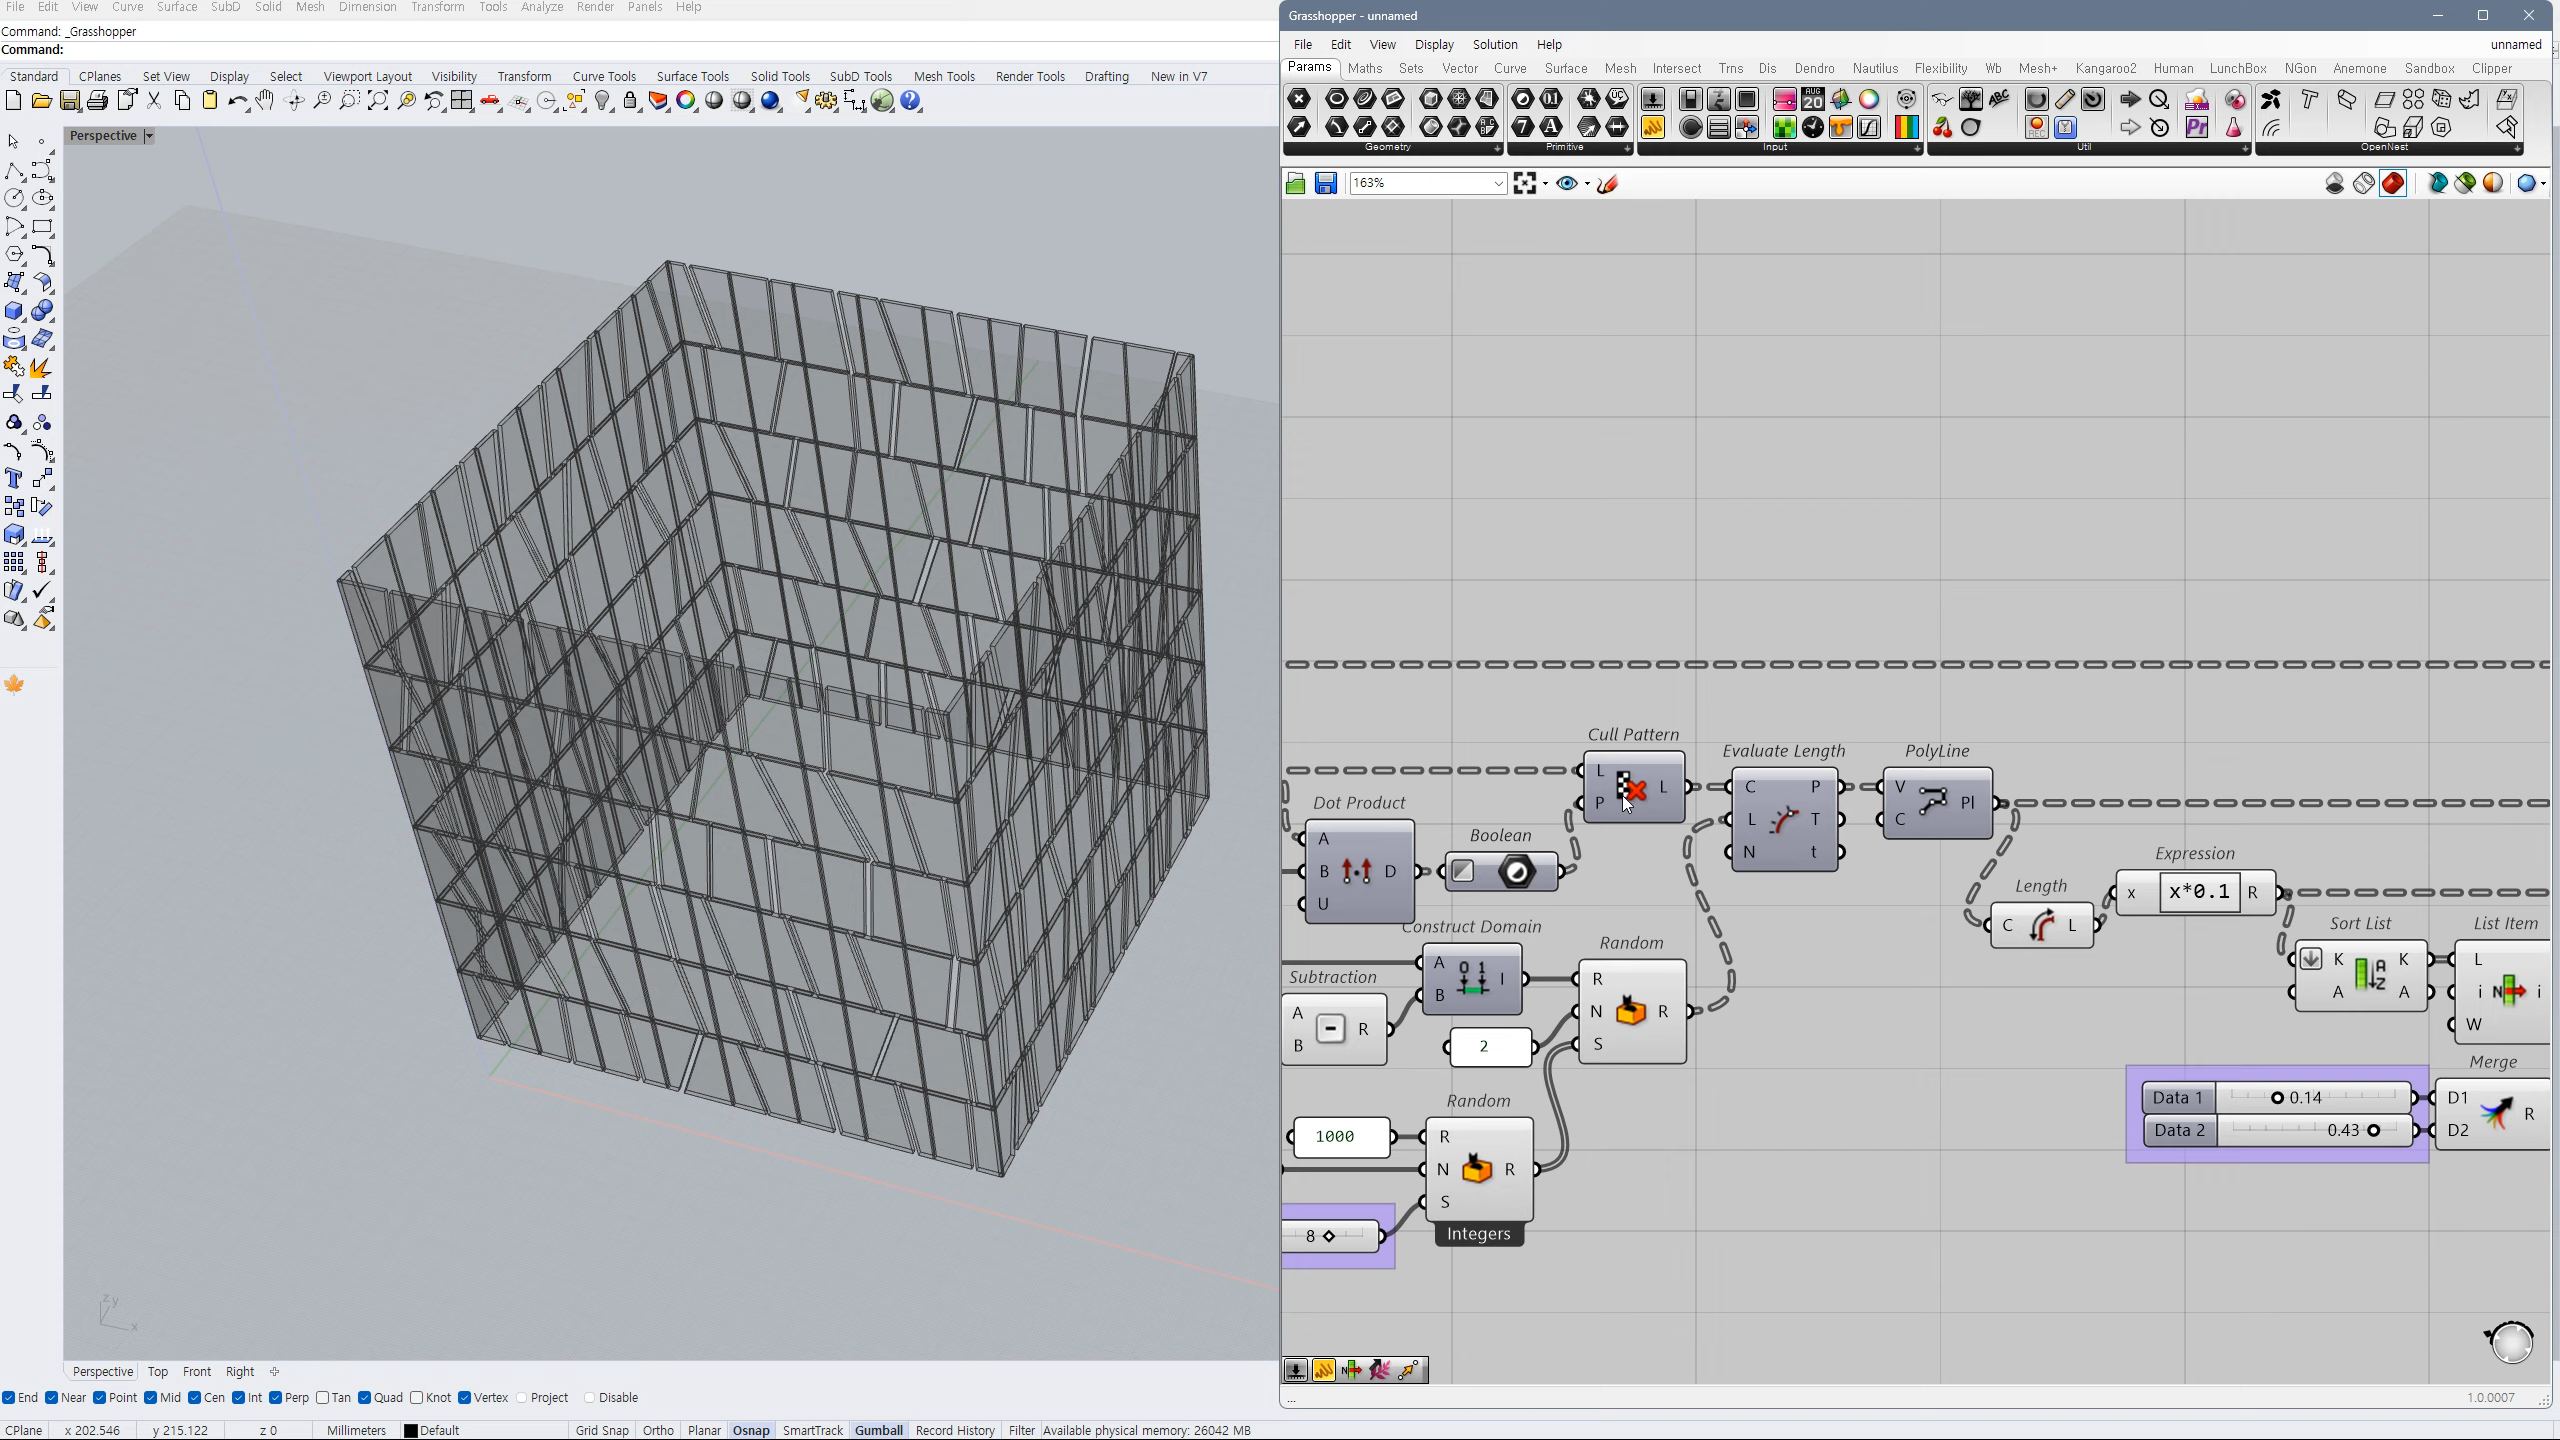 File Edit View Curve Surface SubD Solid Mesh Dimension Transform Tools Analyze Render Panels Help
Command: _Grasshopper
Command:
Standard CPlanes Set View Display Select Viewport Layout Visibility Transform Curve Tools Surface Tools Solid Tools SubD Tools Mesh Tools Render Tools Drafting New in V7
Perspective
z y
x
Perspective Top Front Right
End Near Point Mid Cen Int Perp Tan Quad Knot Vertex Project Disable
CPlane x 202.546 y 215.122 z 0 Millimeters Default Grid Snap Ortho Planar Osnap SmartTrack Gumball Record History Filter Available physical memory: 26042 MB
Grasshopper - unnamed
File Edit View Display Solution Help unnamed
Params Maths Sets Vector Curve Surface Mesh Intersect Trns Dis Dendro Nautilus Flexibility Wb Mesh+ Kangaroo2 Human LunchBox NGon Anemone Sandbox Clipper
Geometry Primitive Input Util OpenNest
163%
Cull Pattern
L
P
L
Evaluate Length
C
L
N
P
T
t
PolyLine
V
C
Pl
Dot Product
A
B
U
D
Boolean
Expression
x x*0.1 R
Length
C L
Sort List
K
A
K
A
List Item
L
i
W
i
Construct Domain
A
B
I
Random
R
N
S
R
Subtraction
A
B
R
2
Merge
D1
D2
R
Data 1 0.14
Data 2 0.43
Random
R
N
S
R
1000
8
Integers
...
1.0.0007